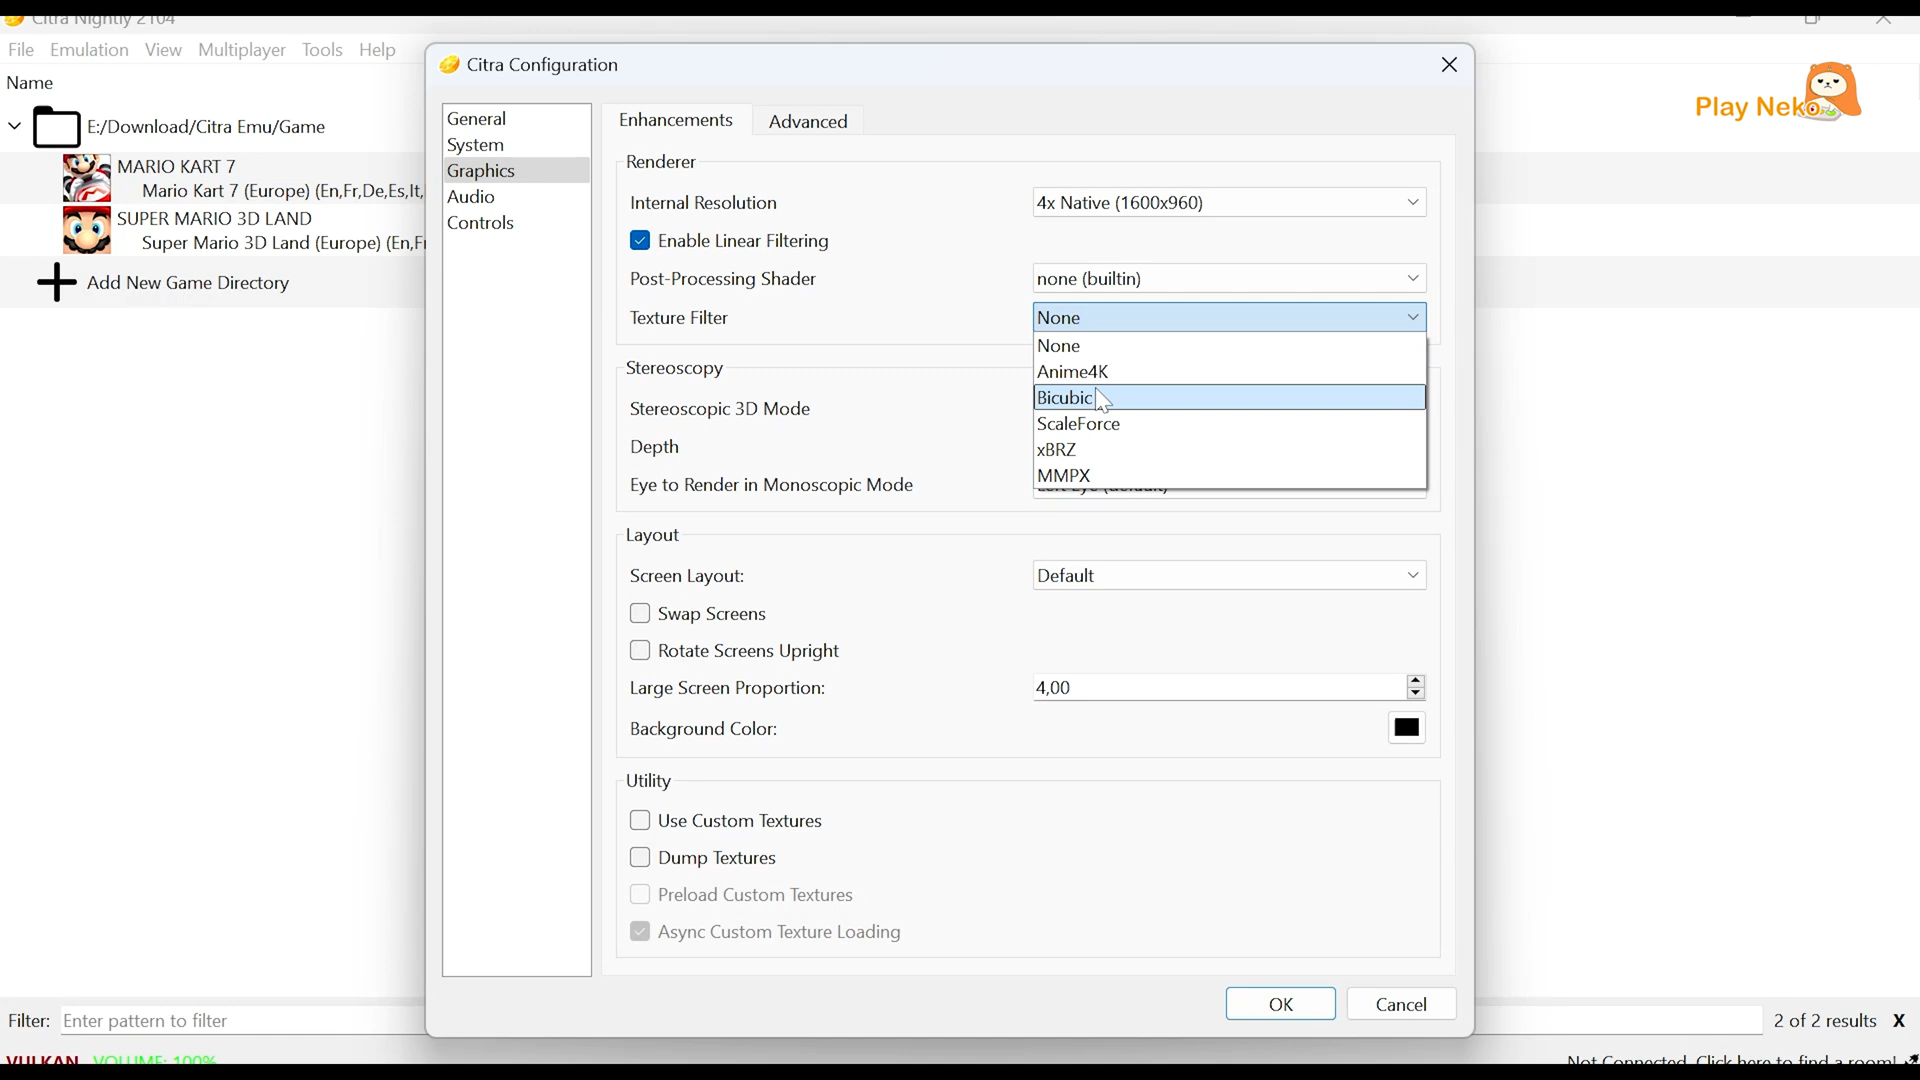 Citra Nightly 2104
File Emulation View Multiplayer Tools Help
Name
E:/Download/Citra Emu/Game
MARIO KART 7
Mario Kart 7 (Europe) (En,Fr,De,Es,It,
SUPER MARIO 3D LAND
Super Mario 3D Land (Europe) (En,Fr
Add New Game Directory
Play Neko
Citra Configuration
General
System
Graphics
Audio
Controls
Enhancements Advanced
Renderer
Internal Resolution 4x Native (1600x960)
Enable Linear Filtering
Post-Processing Shader none (builtin)
Texture Filter None
None
Anime4K
Bicubic
ScaleForce
xBRZ
MMPX
Stereoscopy
Stereoscopic 3D Mode
Depth
Eye to Render in Monoscopic Mode Left Eye (default)
Layout
Screen Layout: Default
Swap Screens
Rotate Screens Upright
Large Screen Proportion: 4,00
Background Color:
Utility
Use Custom Textures
Dump Textures
Preload Custom Textures
Async Custom Texture Loading
OK Cancel
Filter: Enter pattern to filter 2 of 2 results X
VULKAN VOLUME: 100% Not Connected. Click here to find a room!